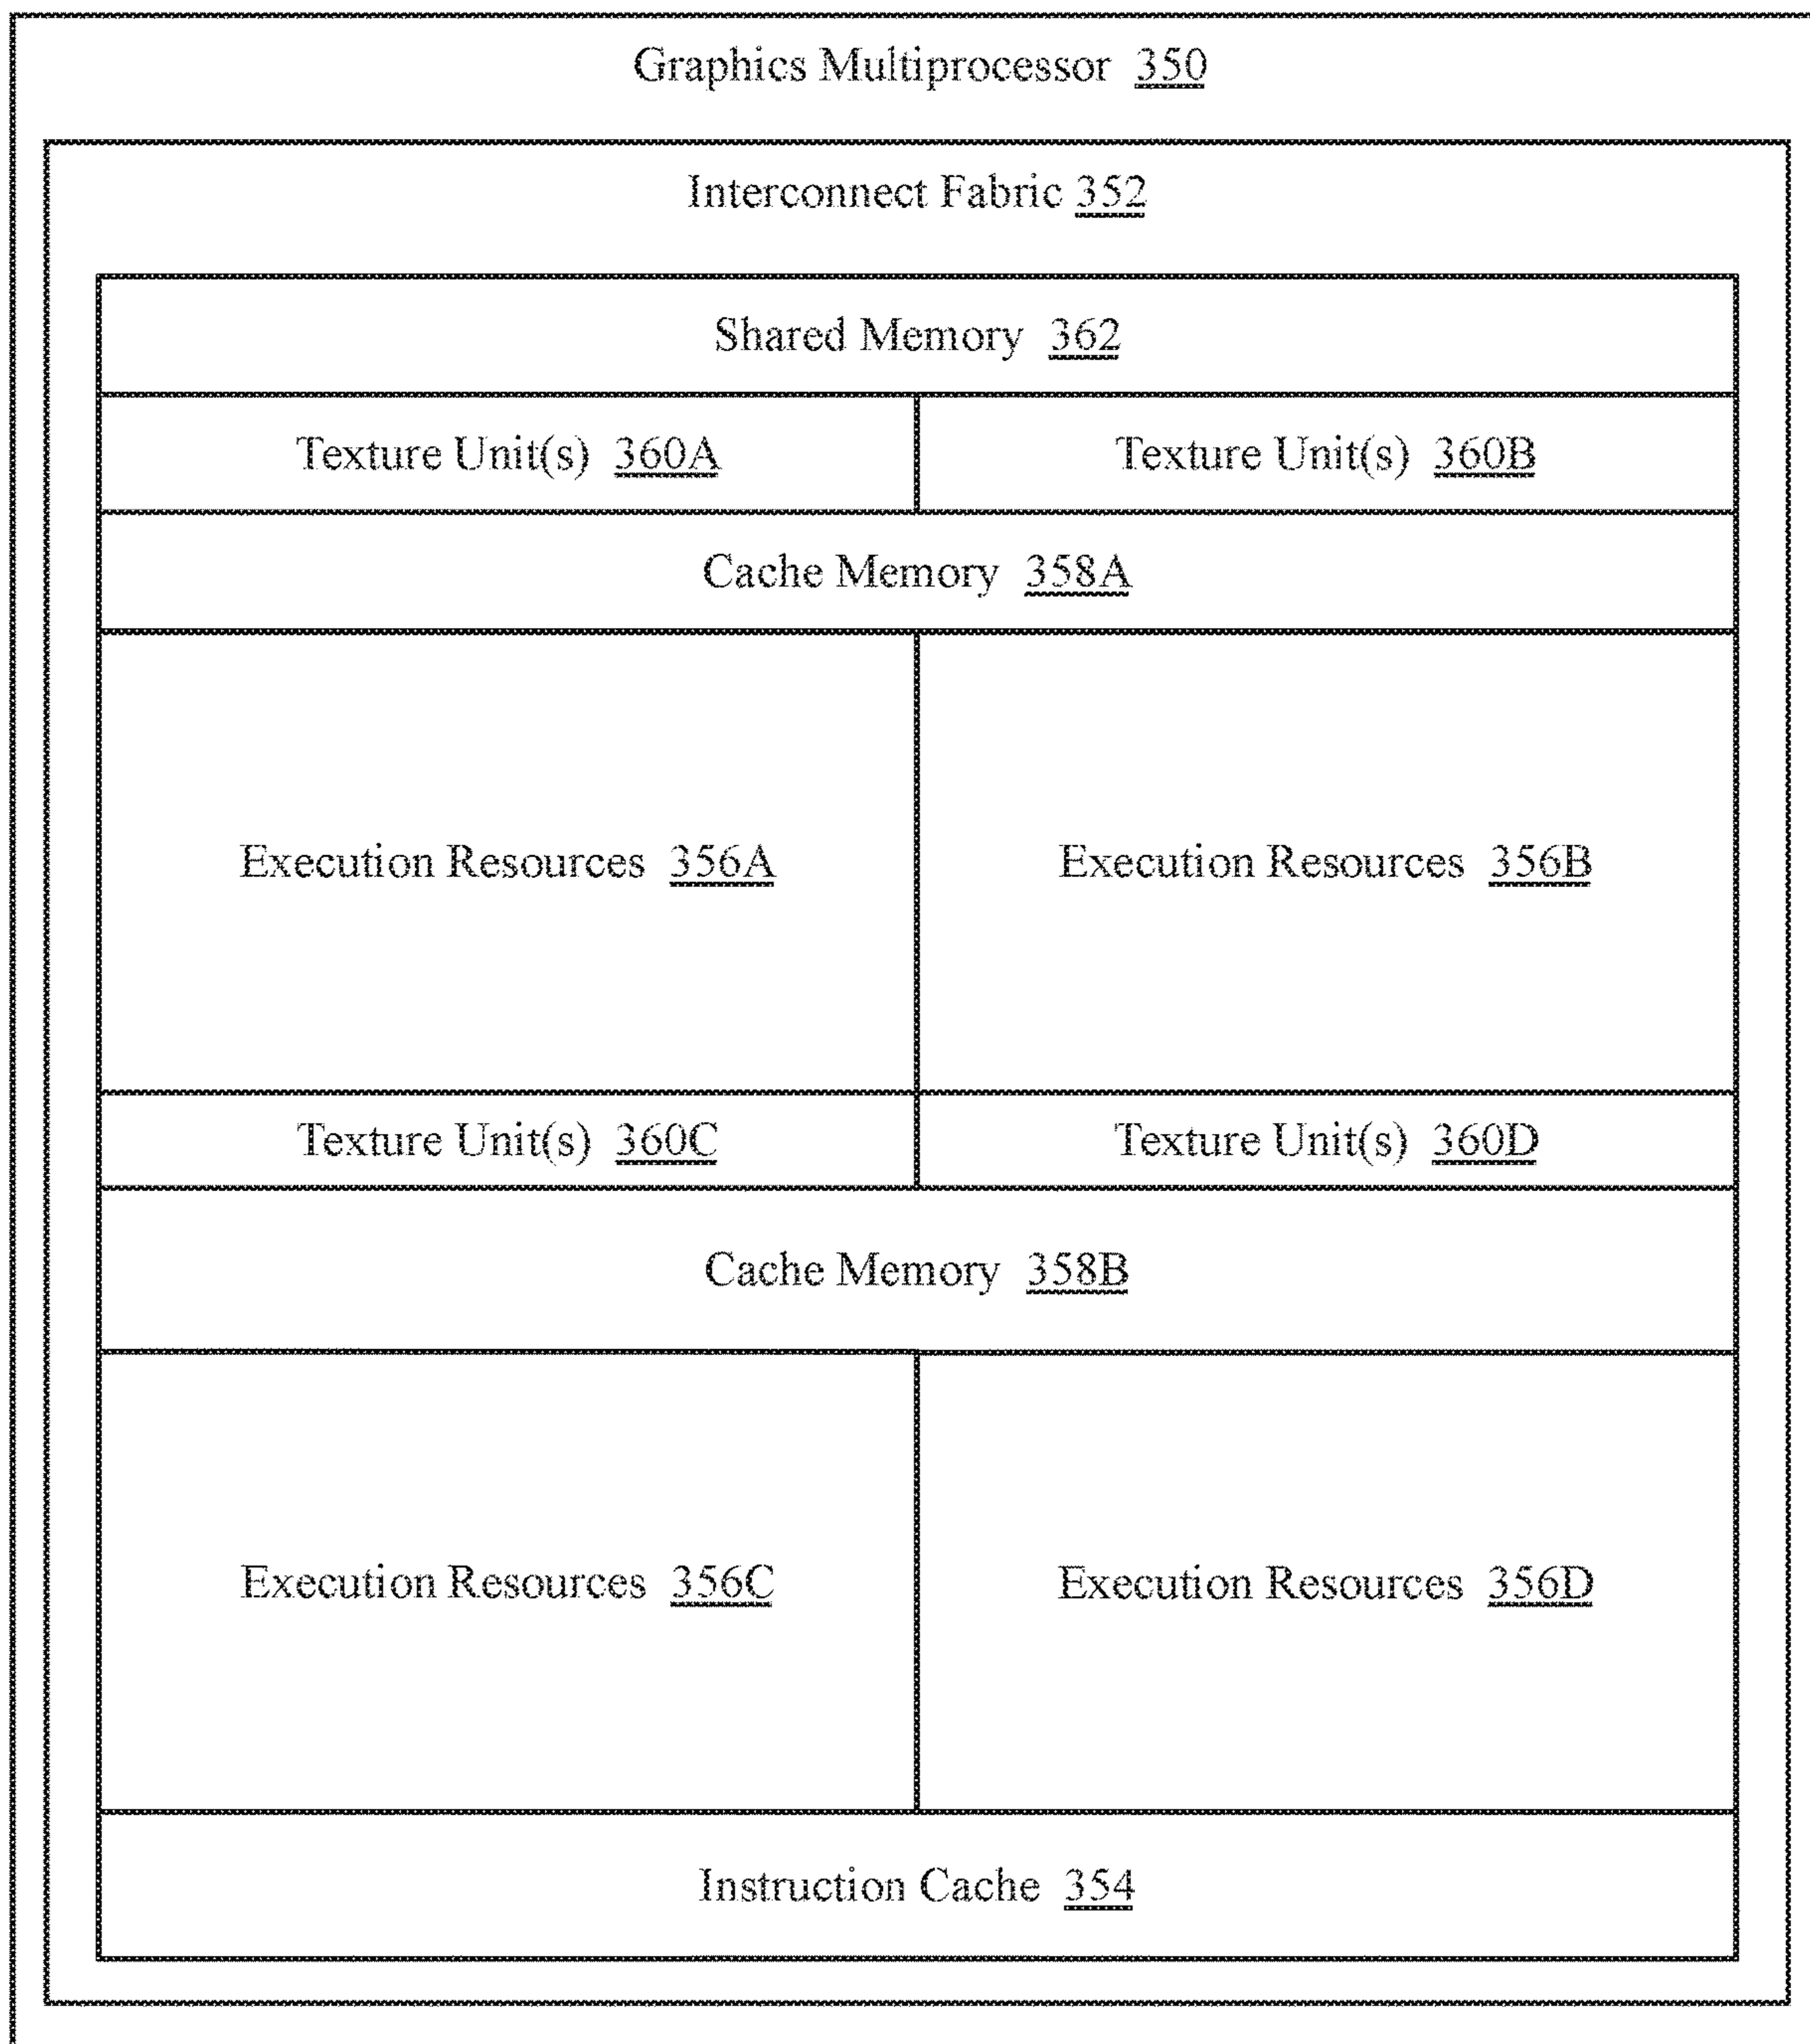 Graphics Multiprocessor 350
Interconnect Fabric 352
Shared Memory 362
Texture Unit(s) 360A
Texture Unit(s) 360B
Cache Memory 358A
Execution Resources 356A
Execution Resources 356B
Texture Unit(s) 360C
Texture Unit(s) 360D
Cache Memory 358B
Execution Resources 356C
Execution Resources 356D
Instruction Cache 354